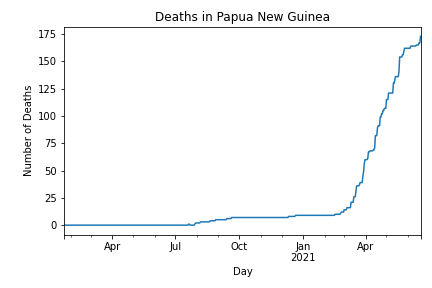 Deaths in Papua New Guinea
175
150
125
100
75
50
25
0
Number of Deaths
Apr
Jul
Oct
Jan
2021
Apr
Day